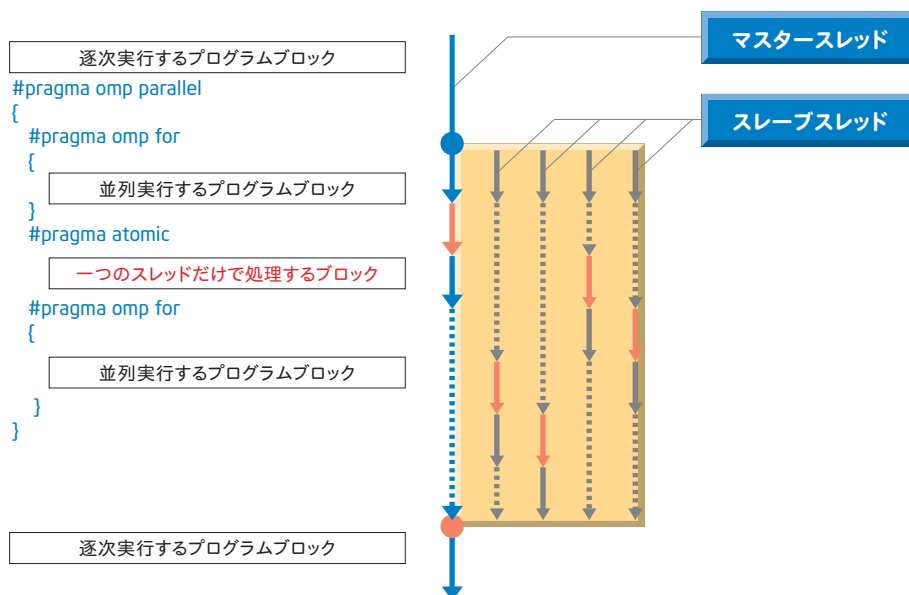 逐次実行するプログラムブロック
#pragma omp parallel
{
#pragma omp for
{
並列実行するプログラムブロック
}
#pragma atomic
一つのスレッドだけで処理するブロック
#pragma omp for
{
並列実行するプログラムブロック
}
}
逐次実行するプログラムブロック
マスタースレッド
スレーブスレッド